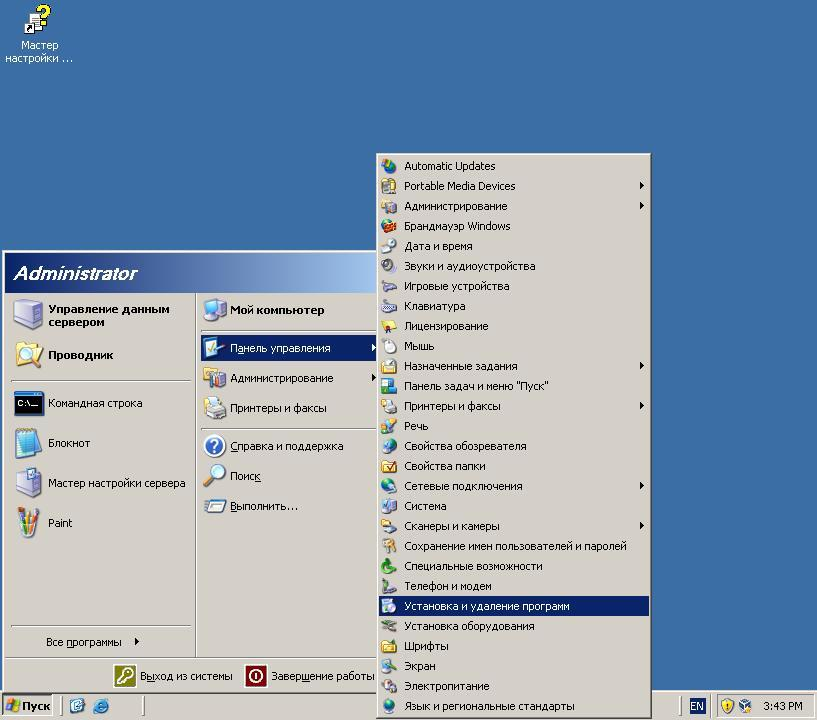 Мастер
настройки ...
Administrator
Управление данным
сервером
Проводник
Командная строка
Блокнот
Мастер настройки сервера
Paint
Все программы
Мой компьютер
Панель управления
Администрирование
Принтеры и факсы
Справка и поддержка
Поиск
Выполнить...
Выход из системы
Завершение работы
Automatic Updates
Portable Media Devices
Администрирование
Брандмауэр Windows
Дата и время
Звуки и аудиоустройства
Игровые устройства
Клавиатура
Лицензирование
Мышь
Назначенные задания
Панель задач и меню "Пуск"
Принтеры и факсы
Речь
Свойства обозревателя
Свойства папки
Сетевые подключения
Система
Сканеры и камеры
Сохранение имен пользователей и паролей
Специальные возможности
Телефон и модем
Установка и удаление программ
Установка оборудования
Шрифты
Экран
Электропитание
Язык и региональные стандарты
Пуск
EN
3:43 PM